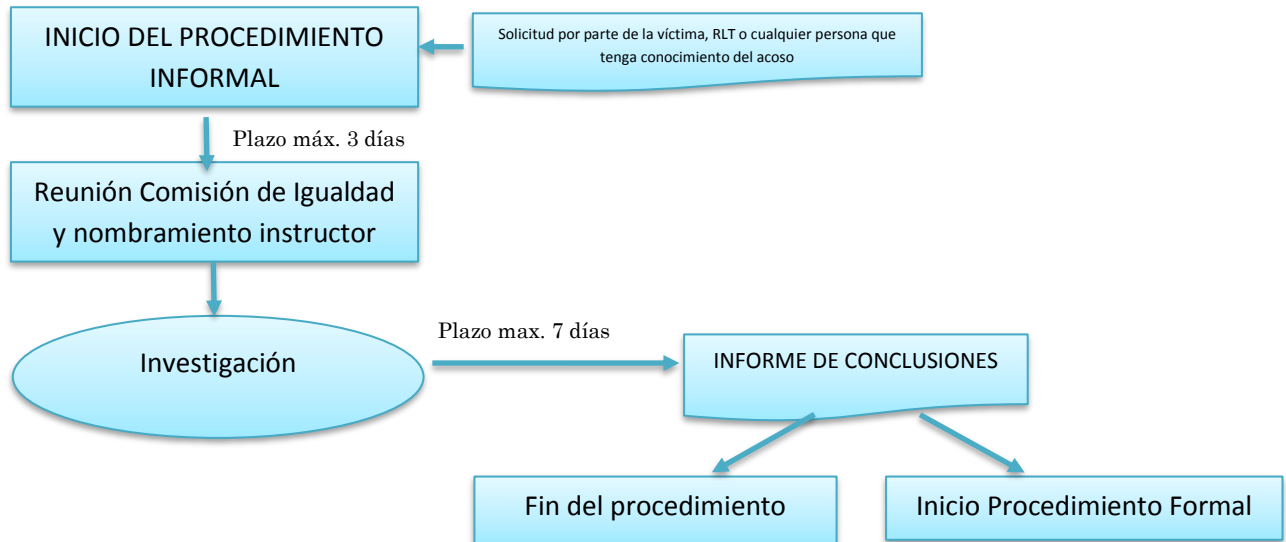 INICIO DEL PROCEDIMIENTO
INFORMAL
Solicitud por parte de la víctima, RLT o cualquier persona que
tenga conocimiento del acoso
Plazo máx. 3 días
Reunión Comisión de Igualdad
y nombramiento instructor
Investigación
Plazo max. 7 días
INFORME DE CONCLUSIONES
Fin del procedimiento
Inicio Procedimiento Formal